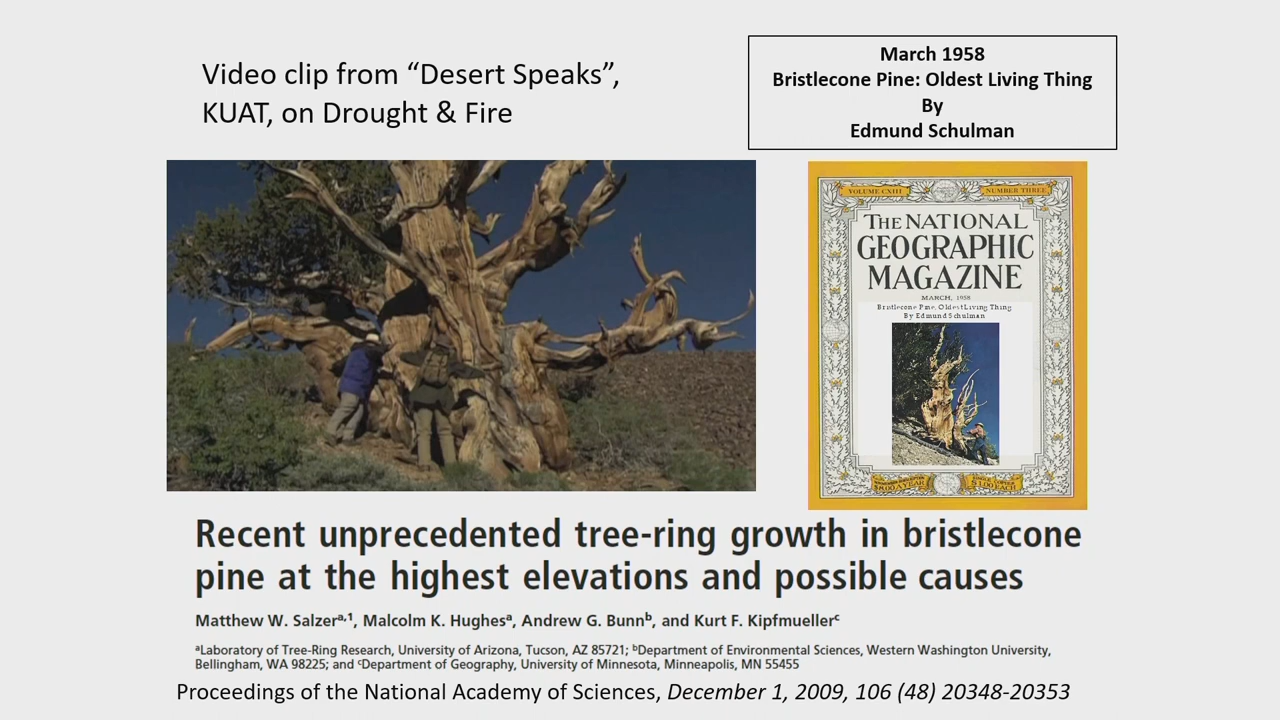 Video clip from “Desert Speaks”,
KUAT, on Drought & Fire
March 1958
Bristlecone Pine: Oldest Living Thing
By
Edmund Schulman
VOLUME CXIII
NUMBER THREE
THE NATIONAL
GEOGRAPHIC
MAGAZINE
MARCH, 1958
Bristlecone Pine, Oldest Living Thing
By Edmund Schulman
Recent unprecedented tree-ring growth in bristlecone
pine at the highest elevations and possible causes
Matthew W. Salzerᵃ,¹, Malcolm K. Hughesᵃ, Andrew G. Bunnᵇ, and Kurt F. Kipfmuellerᶜ
ᵃLaboratory of Tree-Ring Research, University of Arizona, Tucson, AZ 85721; ᵇDepartment of Environmental Sciences, Western Washington University,
Bellingham, WA 98225; and ᶜDepartment of Geography, University of Minnesota, Minneapolis, MN 55455
Proceedings of the National Academy of Sciences, December 1, 2009, 106 (48) 20348-20353